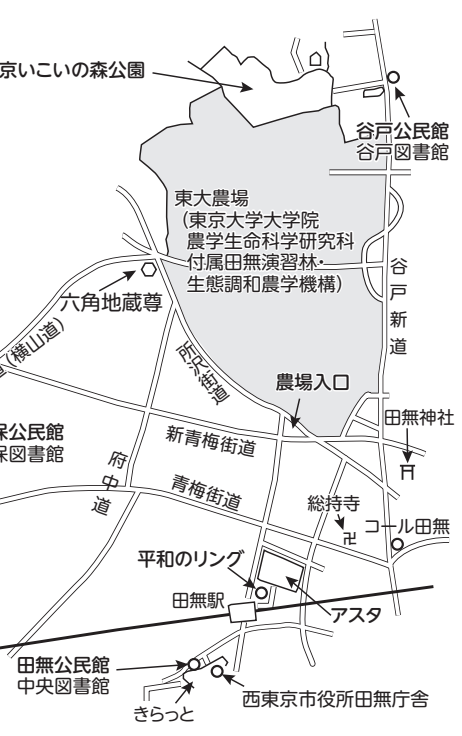 京いこいの森公園
谷戸公民館
谷戸図書館
東大農場
(東京大学大学院
農学生命科学研究科
付属田無演習林・
生態調和農学機構)
六角地蔵尊
谷戸新道
(横山道)
所沢街道
農場入口
田無神社
保公民館
保図書館
新青梅街道
府中道
青梅街道
総持寺
卍
コール田無
平和のリング
田無駅
アスタ
田無公民館
中央図書館
きらっと
西東京市役所田無庁舎